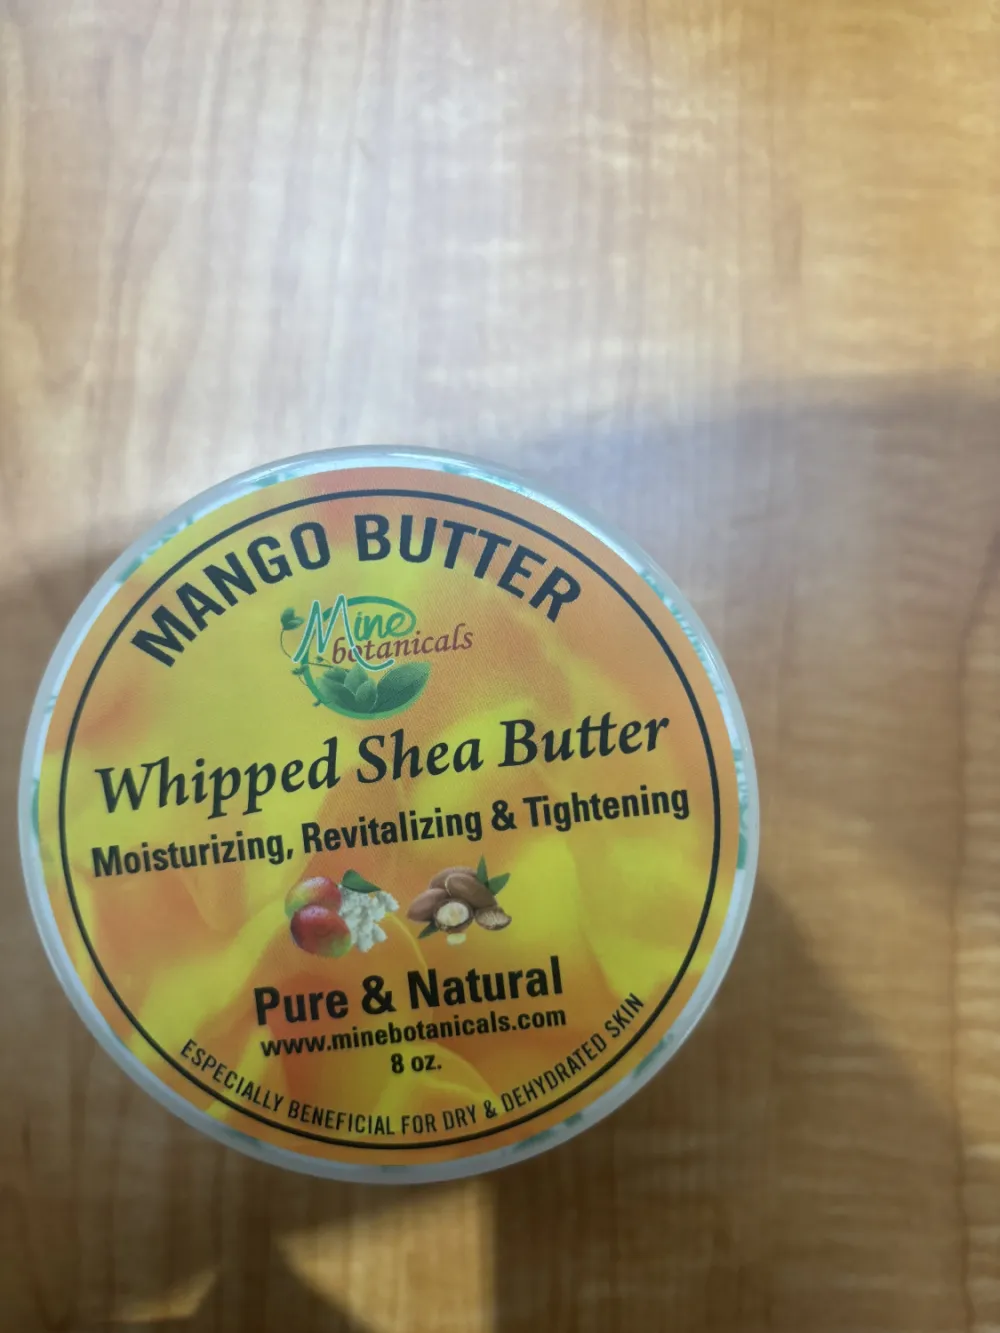 MANGO BUTTER
Mine
botanicals
Whipped Shea Butter
Moisturizing, Revitalizing & Tightening
Pure & Natural
www.minebotanicals.com
8 oz.
ESPECIALLY BENEFICIAL FOR DRY & DEHYDRATED SKIN